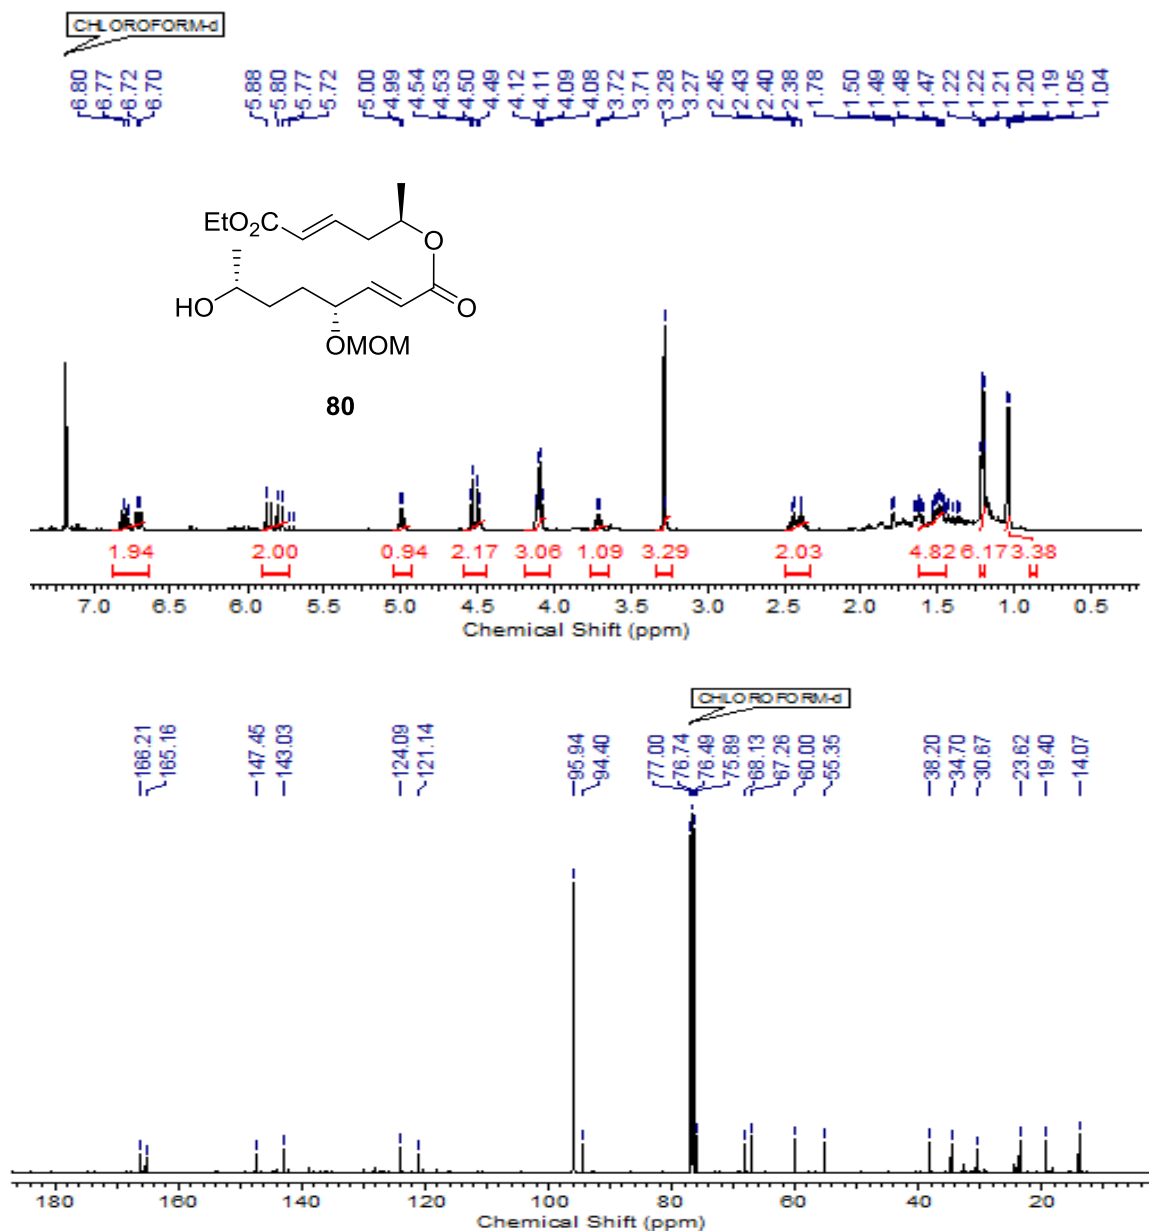 CHLOROFORM-d
6.80 6.77 6.72 6.70 5.88 5.80 5.77 5.72 5.00 4.99 4.54 4.53 4.50 4.49 4.12 4.11 4.09 4.08 3.72 3.71 3.28 3.27 2.45 2.43 2.40 2.38 1.78 1.50 1.49 1.48 1.47 1.22 1.22 1.21 1.20 1.19 1.05 1.04
EtO2C
O
HO
O
OMOM
80
1.94 2.00 0.94 2.17 3.06 1.09 3.29 2.03 4.82 6.17 3.38
7.0 6.5 6.0 5.5 5.0 4.5 4.0 3.5 3.0 2.5 2.0 1.5 1.0 0.5
Chemical Shift (ppm)
CHLOROFORM-d
166.21 165.16 147.45 143.03 124.09 121.14 95.94 94.40 77.00 76.74 76.49 75.89 68.13 67.26 60.00 55.35 38.20 34.70 30.67 23.62 19.40 14.07
180 160 140 120 100 80 60 40 20
Chemical Shift (ppm)